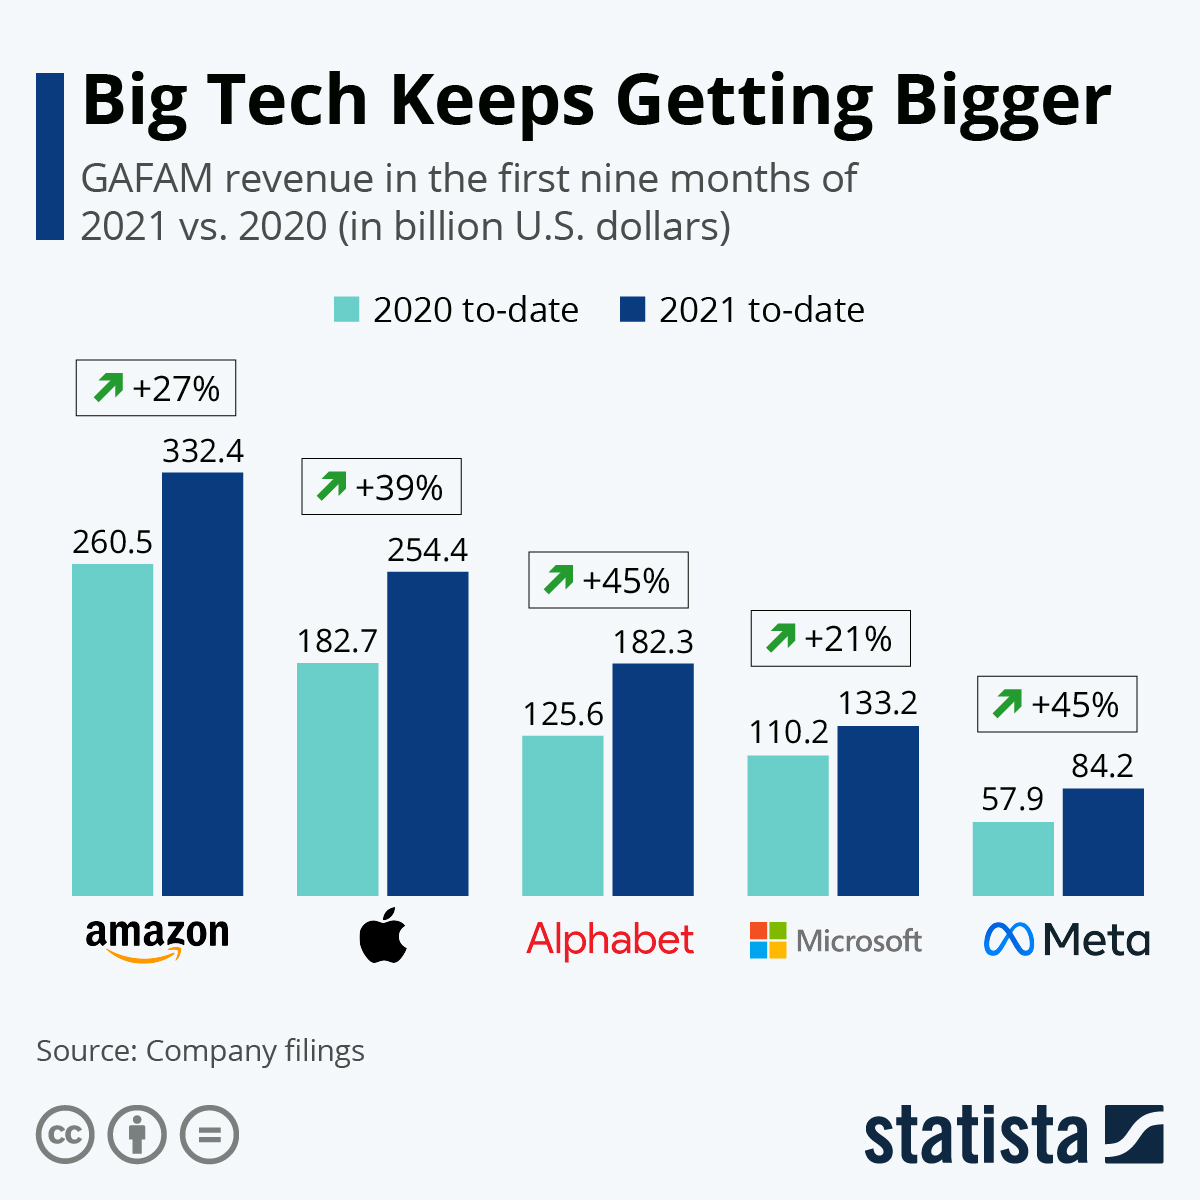 Big Tech Keeps Getting Bigger
GAFAM revenue in the first nine months of
2021 vs. 2020 (in billion U.S. dollars)
2020 to-date 2021 to-date
+27%
260.5 332.4
+39%
182.7 254.4
+45%
125.6 182.3
+21%
110.2 133.2
+45%
57.9 84.2
amazon
Alphabet
Microsoft
Meta
Source: Company filings
cc
statista